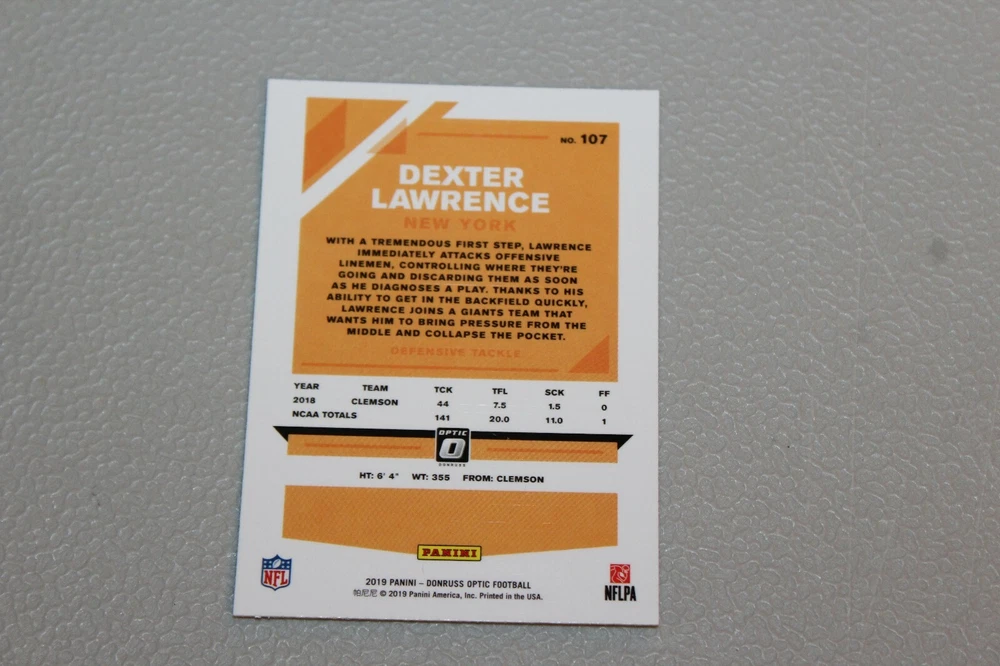 NO. 107
DEXTER
LAWRENCE
NEW YORK
WITH A TREMENDOUS FIRST STEP, LAWRENCE
IMMEDIATELY ATTACKS OFFENSIVE
LINEMEN, CONTROLLING WHERE THEY'RE
GOING AND DISCARDING THEM AS SOON
AS HE DIAGNOSES A PLAY. THANKS TO HIS
ABILITY TO GET IN THE BACKFIELD QUICKLY,
LAWRENCE JOINS A GIANTS TEAM THAT
WANTS HIM TO BRING PRESSURE FROM THE
MIDDLE AND COLLAPSE THE POCKET.
DEFENSIVE TACKLE
YEAR TEAM TCK TFL SCK FF
2018 CLEMSON 44 7.5 1.5 0
NCAA TOTALS 141 20.0 11.0 1
OPTIC
O
DONRUSS
HT: 6' 4" WT: 355 FROM: CLEMSON
PANINI
NFL
NFLPA
2019 PANINI – DONRUSS OPTIC FOOTBALL
帕尼尼 © 2019 Panini America, Inc. Printed in the USA.